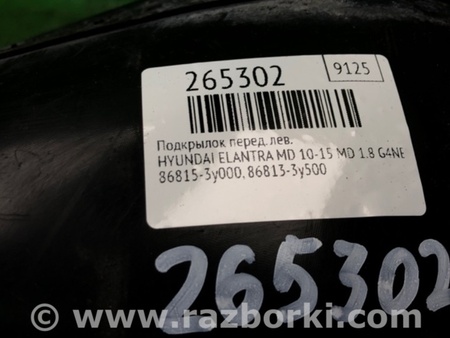 265302
9125
Подкрылок перед.лев.
HYUNDAI ELANTRA MD 10-15 MD 1.8 G4NE
86815-3y000, 86813-3y500
265302
© www.razborki.com